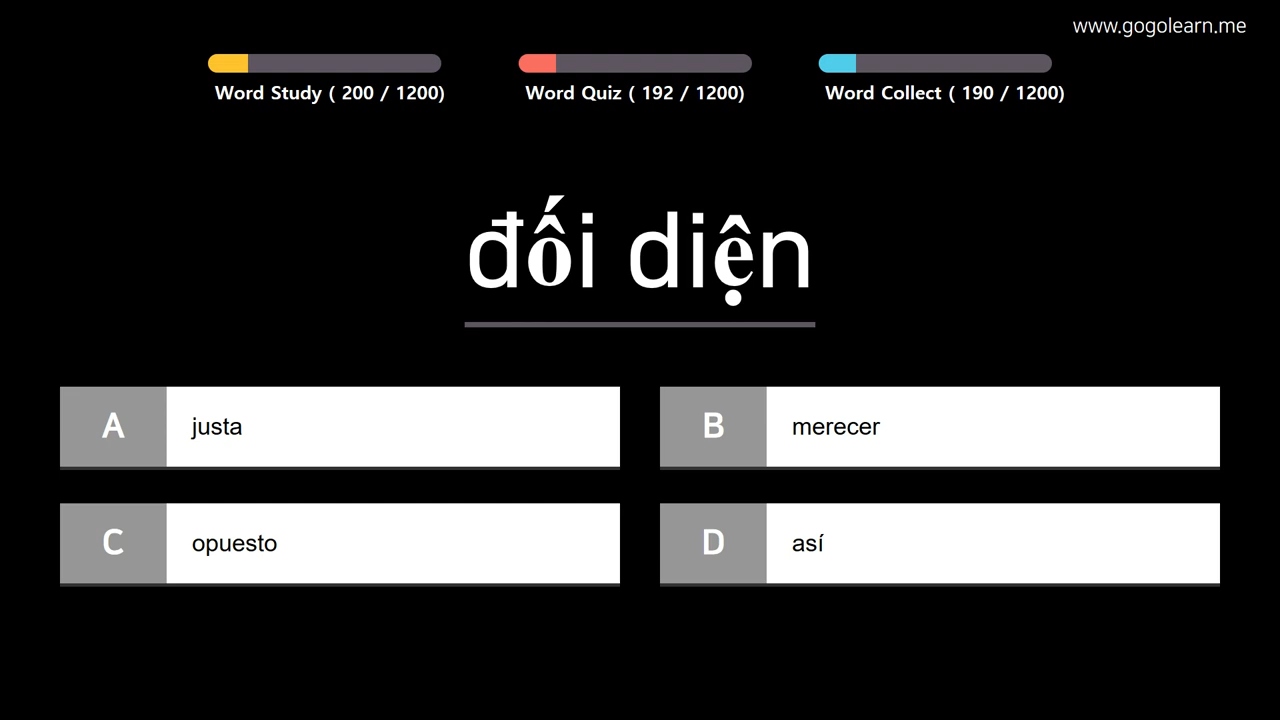 www.gogolearn.me
Word Study ( 200 / 1200)
Word Quiz ( 192 / 1200)
Word Collect ( 190 / 1200)
đối diện
A justa
B merecer
C opuesto
D así